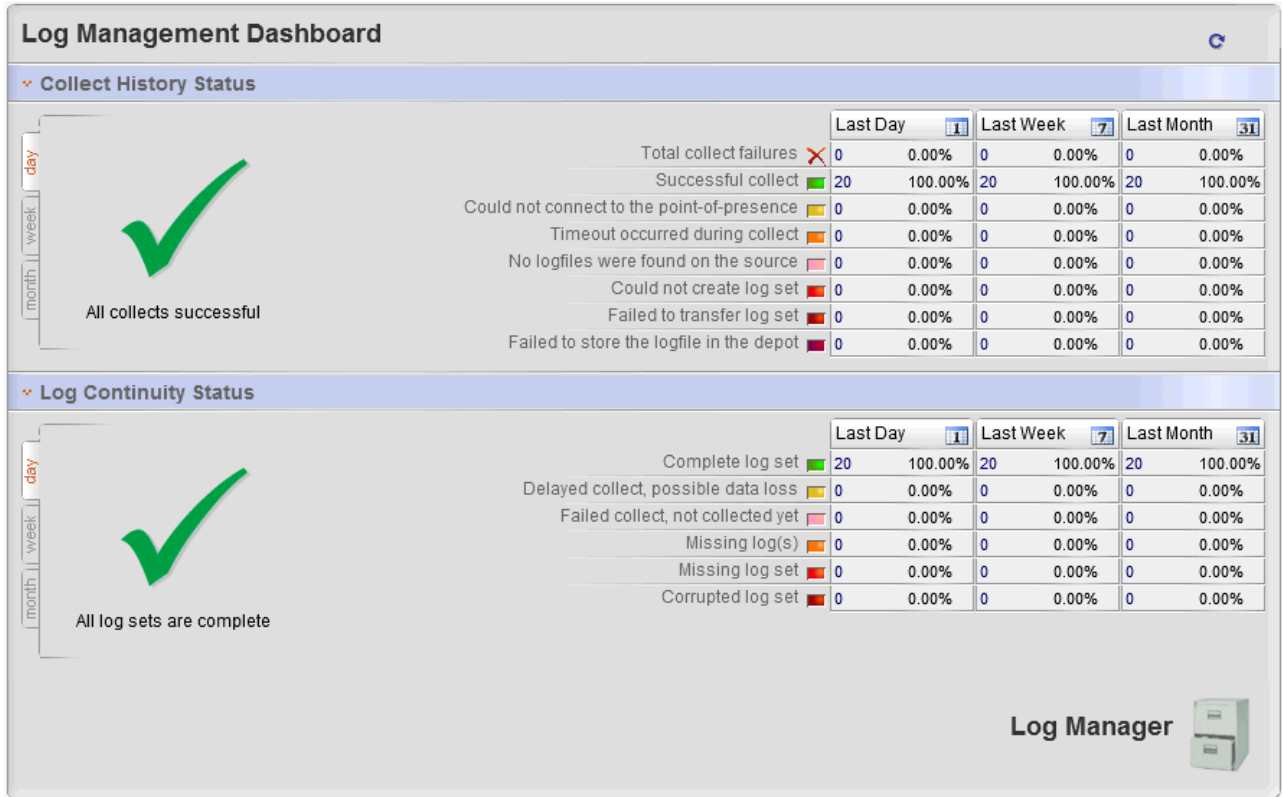 Log Management Dashboard
Collect History Status
day
week
month
All collects successful
Last Day 1 Last Week 7 Last Month 31
Total collect failures 0 0.00% 0 0.00% 0 0.00%
Successful collect 20 100.00% 20 100.00% 20 100.00%
Could not connect to the point-of-presence 0 0.00% 0 0.00% 0 0.00%
Timeout occurred during collect 0 0.00% 0 0.00% 0 0.00%
No logfiles were found on the source 0 0.00% 0 0.00% 0 0.00%
Could not create log set 0 0.00% 0 0.00% 0 0.00%
Failed to transfer log set 0 0.00% 0 0.00% 0 0.00%
Failed to store the logfile in the depot 0 0.00% 0 0.00% 0 0.00%
Log Continuity Status
day
week
month
All log sets are complete
Last Day 1 Last Week 7 Last Month 31
Complete log set 20 100.00% 20 100.00% 20 100.00%
Delayed collect, possible data loss 0 0.00% 0 0.00% 0 0.00%
Failed collect, not collected yet 0 0.00% 0 0.00% 0 0.00%
Missing log(s) 0 0.00% 0 0.00% 0 0.00%
Missing log set 0 0.00% 0 0.00% 0 0.00%
Corrupted log set 0 0.00% 0 0.00% 0 0.00%
Log Manager